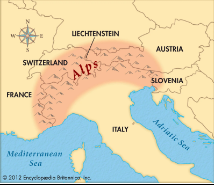 LIECHTENSTEIN
AUSTRIA
SWITZERLAND
Alps
SLOVENIA
FRANCE
ITALY
Adriatic Sea
Mediterranean
Sea
© 2012 Encyclopædia Britannica, Inc.